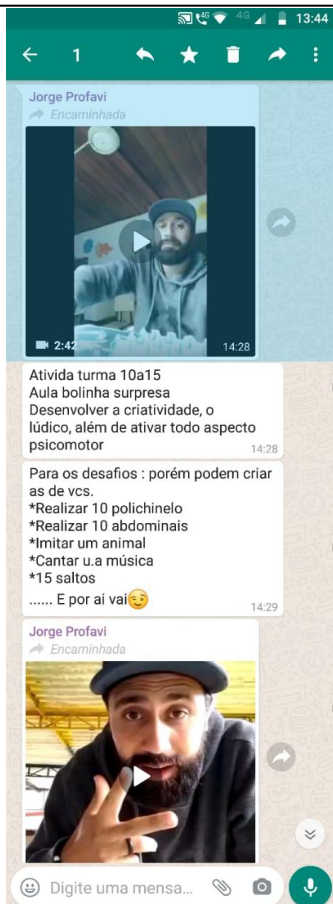 4G 4G 13:44
1
Jorge Profavi
Encaminhada
2:42 14:28
Ativida turma 10a15
Aula bolinha surpresa
Desenvolver a criatividade, o
lúdico, além de ativar todo aspecto
psicomotor
14:28
Para os desafios : porém podem criar
as de vcs.
*Realizar 10 polichinelo
*Realizar 10 abdominais
*Imitar um animal
*Cantar u.a música
*15 saltos
...... E por ai vai😉
14:29
Jorge Profavi
Encaminhada
Digite uma mensa...